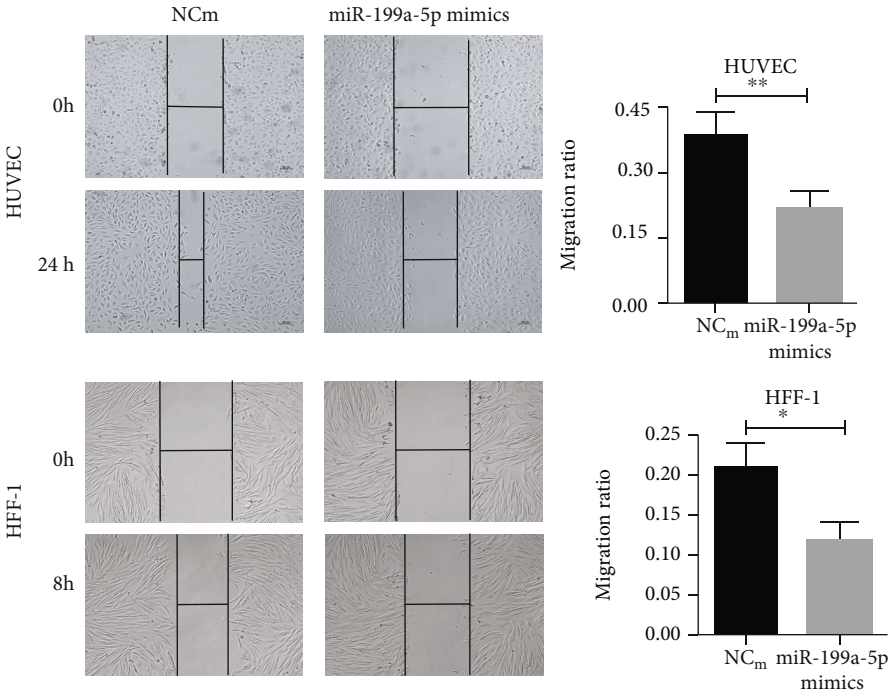 NCm
miR-199a-5p mimics
HUVEC
0h
24 h
HUVEC
**
Migration ratio
0.45
0.30
0.15
0.00
NCm
miR-199a-5p
mimics
HFF-1
0h
8h
HFF-1
*
Migration ratio
0.25
0.20
0.15
0.10
0.05
0.00
NCm
miR-199a-5p
mimics